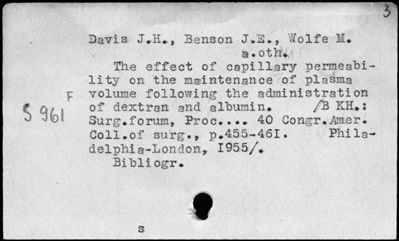 3
Davis J.H., Benson J.E., Wolfe M.
a.oth.
The effect of capillary permeabi-
lity on the maintenance of plasma
volume following the administration
of dextran and albumin. /В КН.:
Surg.forum, Proc.... 40 Congr.Amer.
Coll.of surg., p.455-461. Phila-
delphia-London, 1955/.
Bibliogr.
F
S 961
s